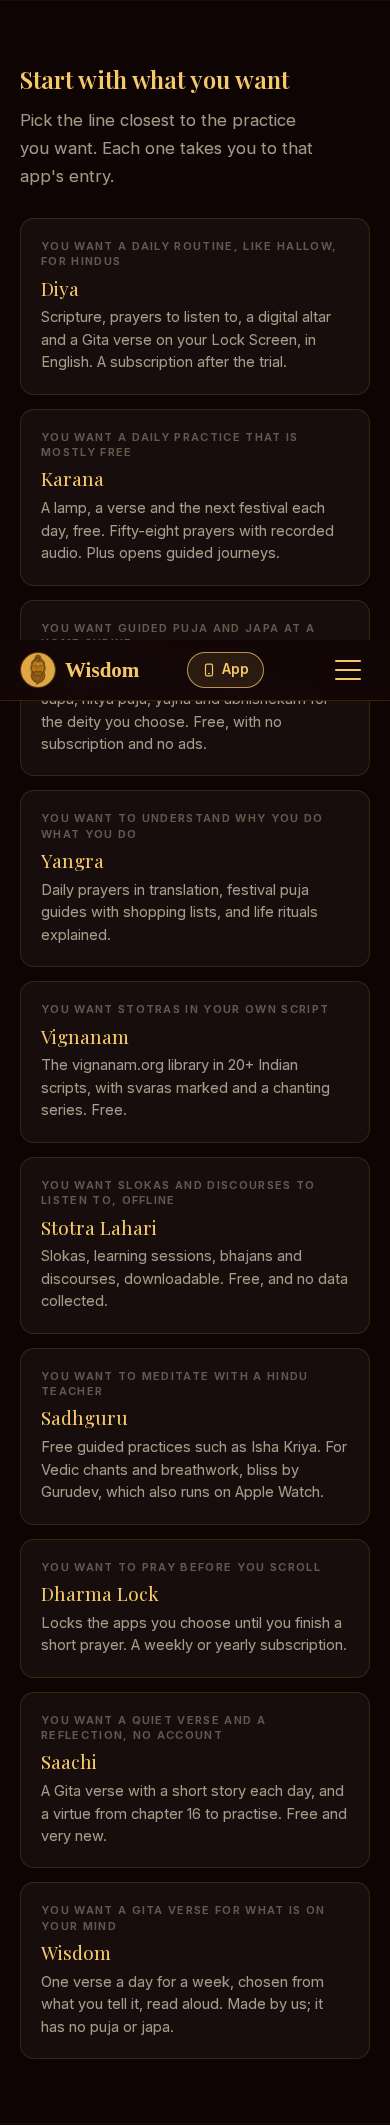 Start with what you want
Pick the line closest to the practice
you want. Each one takes you to that
app's entry.
YOU WANT A DAILY ROUTINE, LIKE HALLOW,
FOR HINDUS
Diya
Scripture, prayers to listen to, a digital altar
and a Gita verse on your Lock Screen, in
English. A subscription after the trial.
YOU WANT A DAILY PRACTICE THAT IS
MOSTLY FREE
Karana
A lamp, a verse and the next festival each
day, free. Fifty-eight prayers with recorded
audio. Plus opens guided journeys.
YOU WANT GUIDED PUJA AND JAPA AT A
Wisdom
App
the deity you choose. Free, with no
subscription and no ads.
YOU WANT TO UNDERSTAND WHY YOU DO
WHAT YOU DO
Yangra
Daily prayers in translation, festival puja
guides with shopping lists, and life rituals
explained.
YOU WANT STOTRAS IN YOUR OWN SCRIPT
Vignanam
The vignanam.org library in 20+ Indian
scripts, with svaras marked and a chanting
series. Free.
YOU WANT SLOKAS AND DISCOURSES TO
LISTEN TO, OFFLINE
Stotra Lahari
Slokas, learning sessions, bhajans and
discourses, downloadable. Free, and no data
collected.
YOU WANT TO MEDITATE WITH A HINDU
TEACHER
Sadhguru
Free guided practices such as Isha Kriya. For
Vedic chants and breathwork, bliss by
Gurudev, which also runs on Apple Watch.
YOU WANT TO PRAY BEFORE YOU SCROLL
Dharma Lock
Locks the apps you choose until you finish a
short prayer. A weekly or yearly subscription.
YOU WANT A QUIET VERSE AND A
REFLECTION, NO ACCOUNT
Saachi
A Gita verse with a short story each day, and
a virtue from chapter 16 to practise. Free and
very new.
YOU WANT A GITA VERSE FOR WHAT IS ON
YOUR MIND
Wisdom
One verse a day for a week, chosen from
what you tell it, read aloud. Made by us; it
has no puja or japa.